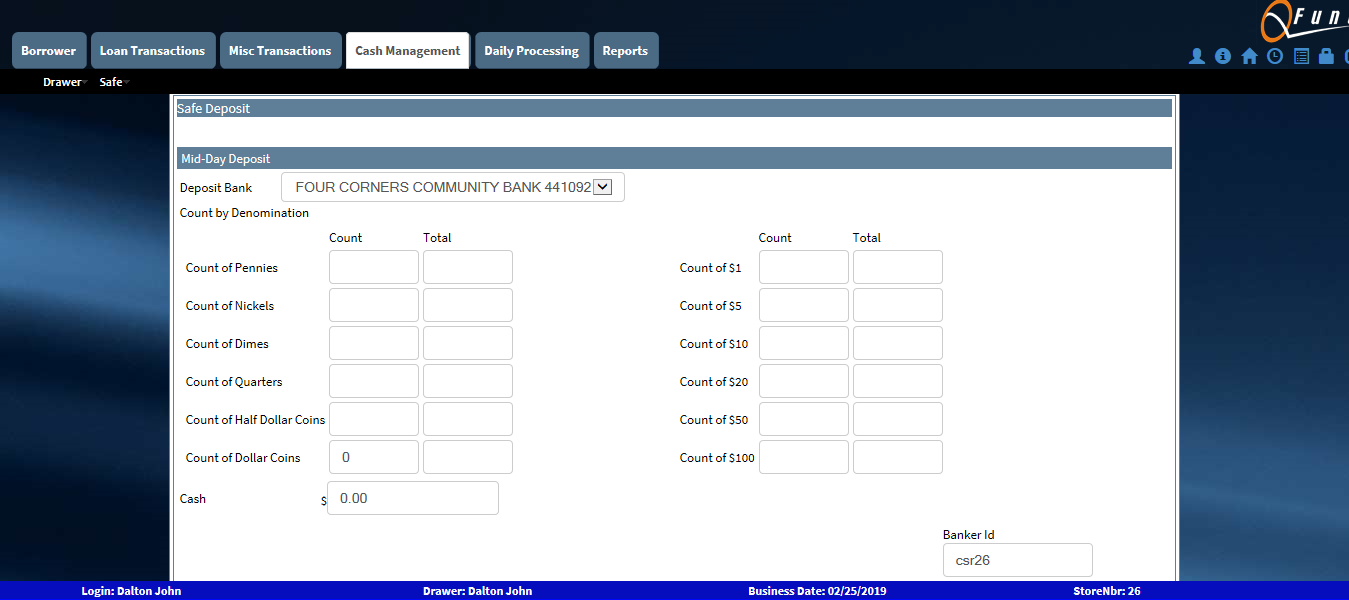 Fun
Borrower Loan Transactions Misc Transactions Cash Management Daily Processing Reports
Drawer Safe
Safe Deposit
Mid-Day Deposit
Deposit Bank FOUR CORNERS COMMUNITY BANK 441092
Count by Denomination
Count Total Count Total
Count of Pennies Count of $1
Count of Nickels Count of $5
Count of Dimes Count of $10
Count of Quarters Count of $20
Count of Half Dollar Coins Count of $50
Count of Dollar Coins 0 Count of $100
Cash $ 0.00
Banker Id
csr26
Login: Dalton John Drawer: Dalton John Business Date: 02/25/2019 StoreNbr: 26